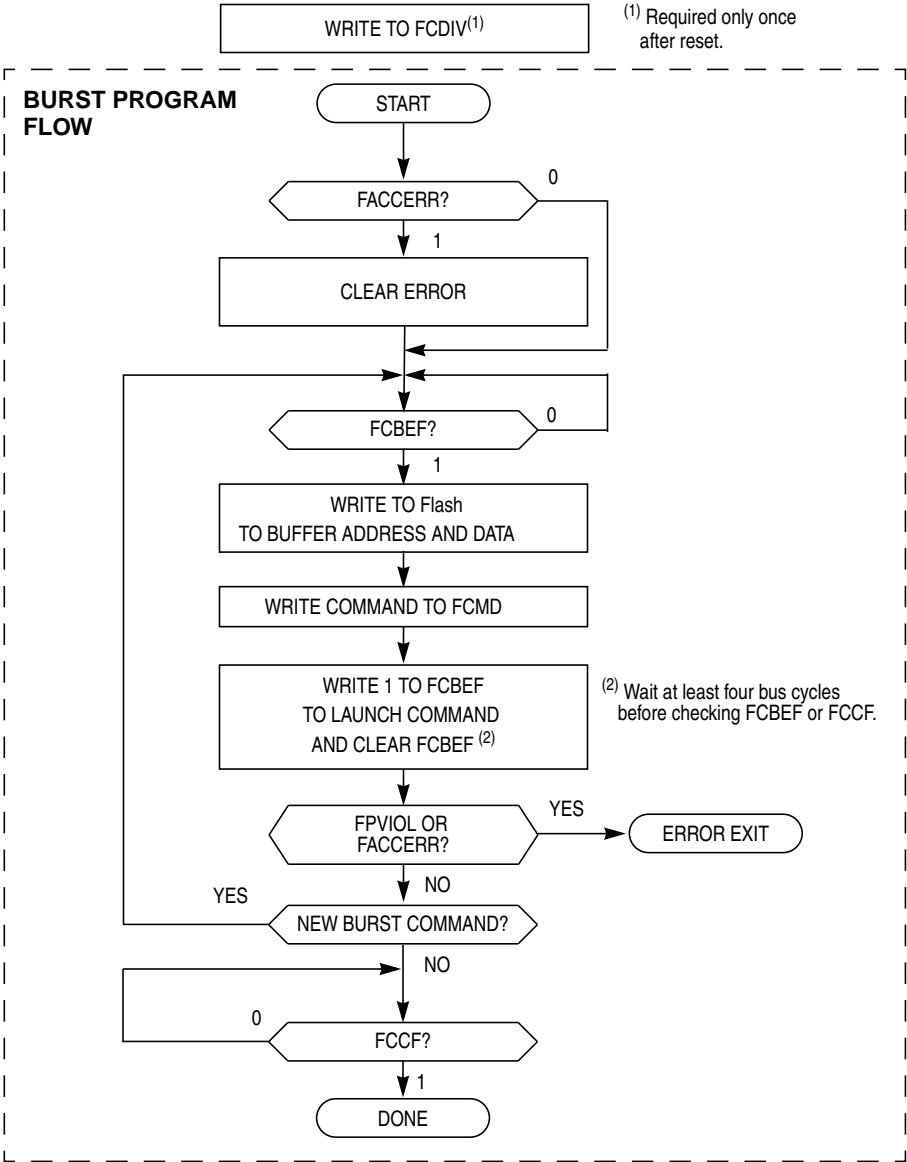 WRITE TO FCDIV(1)
(1) Required only once
after reset.
BURST PROGRAM
FLOW
START
FACCERR?
0
1
CLEAR ERROR
FCBEF?
0
1
WRITE TO Flash
TO BUFFER ADDRESS AND DATA
WRITE COMMAND TO FCMD
WRITE 1 TO FCBEF
TO LAUNCH COMMAND
AND CLEAR FCBEF (2)
(2) Wait at least four bus cycles
before checking FCBEF or FCCF.
FPVIOL OR
FACCERR?
YES
ERROR EXIT
NO
YES
NEW BURST COMMAND?
NO
0
FCCF?
1
DONE